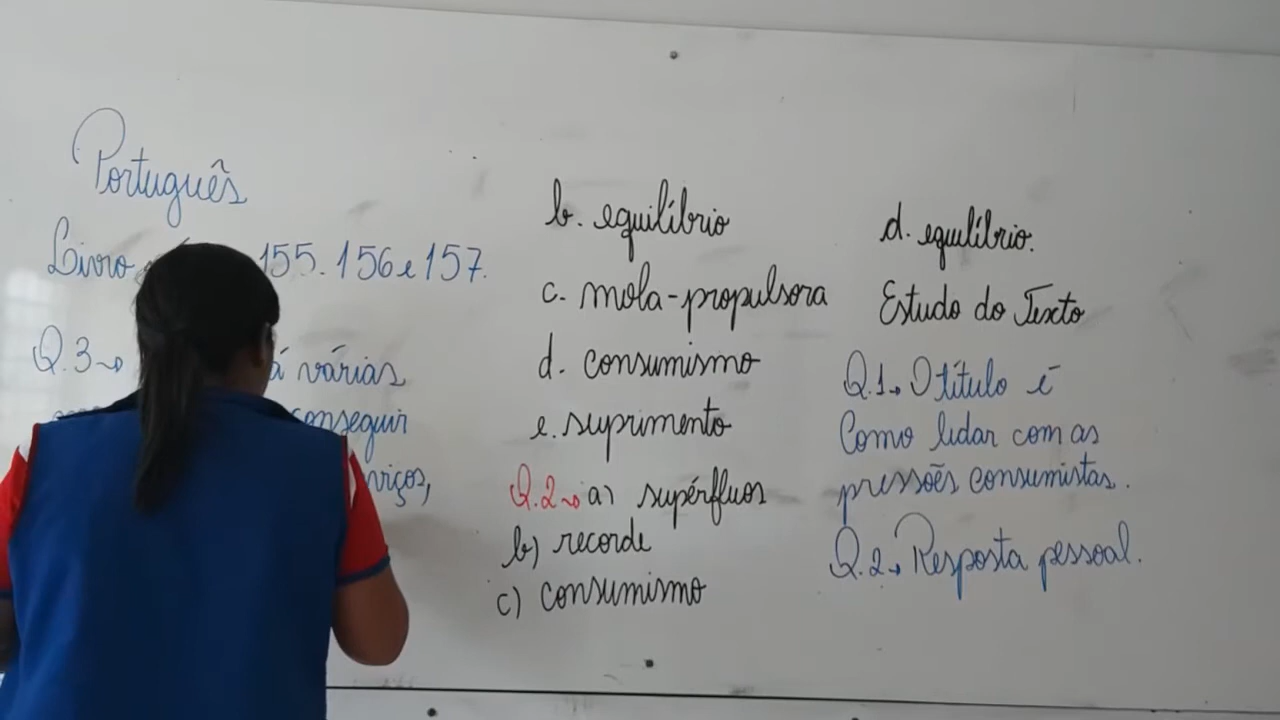 Português
Livro 155. 156 e 157.
Q.3→ á várias
conseguir
viços,
b. equilíbrio
c. mola-propulsora
d. consumismo
e. suprimento
Q.2→ a) supérfluos
b) recorde
c) consumismo
d. equilíbrio.
Estudo do Texto
Q.1→ O título é
Como lidar com as
pressões consumistas.
Q.2→ Resposta pessoal.